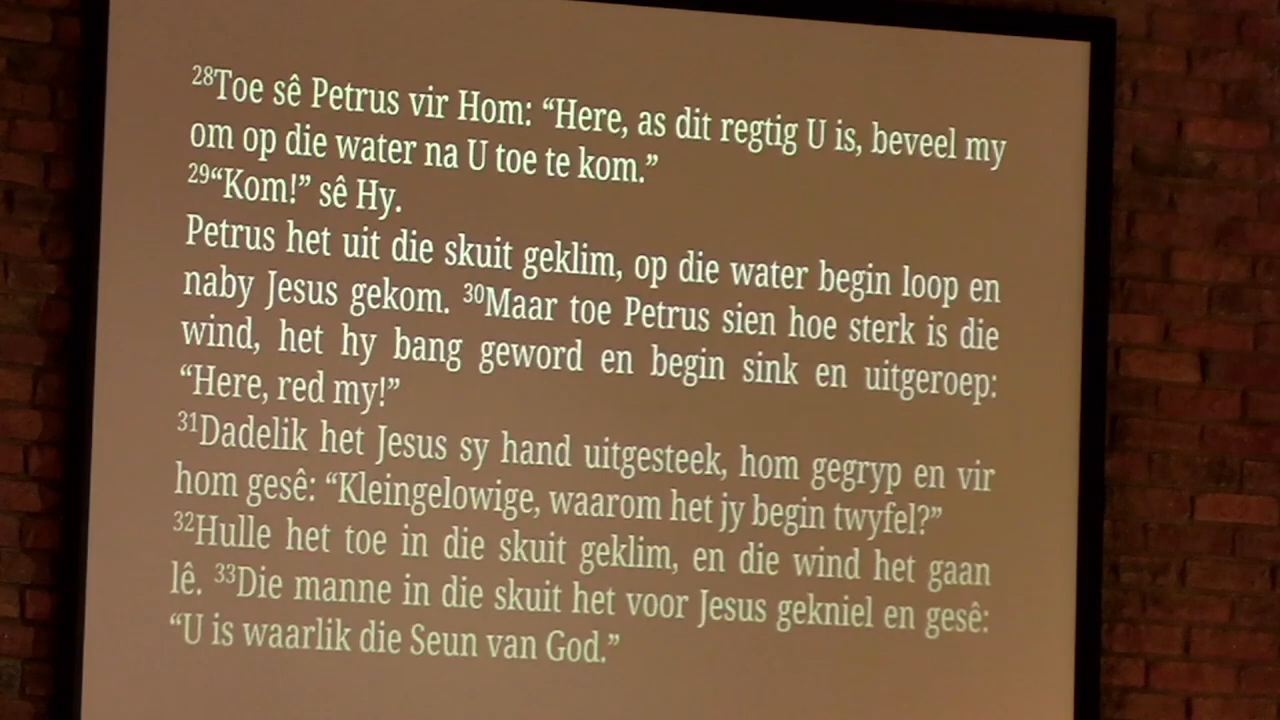 28Toe sê Petrus vir Hom: “Here, as dit regtig U is, beveel my
om op die water na U toe te kom.”
29“Kom!” sê Hy.
Petrus het uit die skuit geklim, op die water begin loop en
naby Jesus gekom. 30Maar toe Petrus sien hoe sterk is die
wind, het hy bang geword en begin sink en uitgeroep:
“Here, red my!”
31Dadelik het Jesus sy hand uitgesteek, hom gegryp en vir
hom gesê: “Kleingelowige, waarom het jy begin twyfel?”
32Hulle het toe in die skuit geklim, en die wind het gaan
lê. 33Die manne in die skuit het voor Jesus gekniel en gesê:
“U is waarlik die Seun van God.”